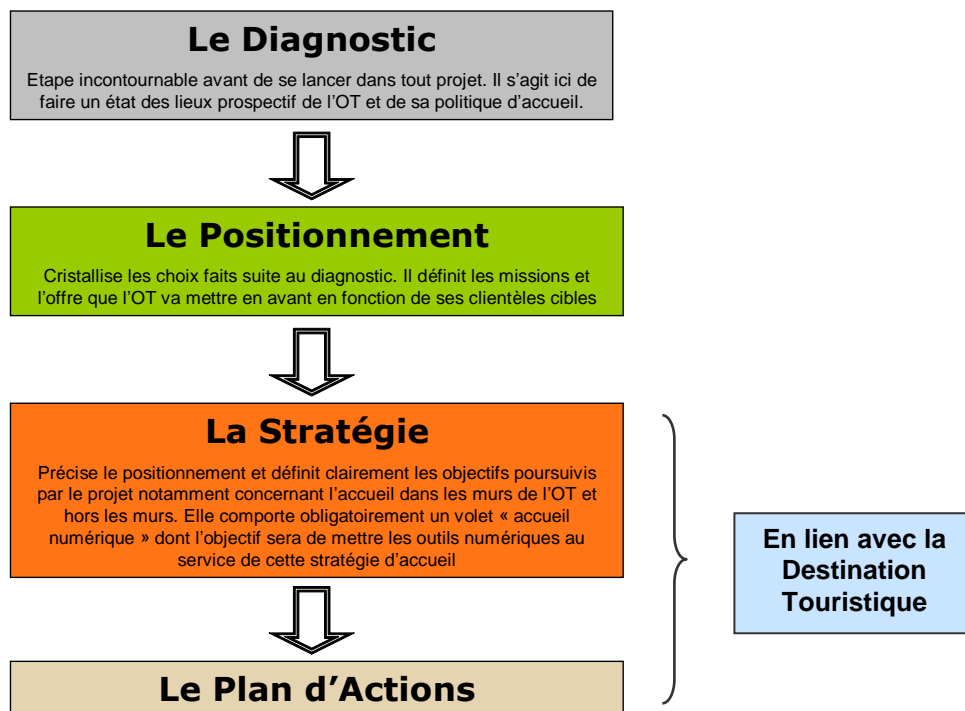 Le Diagnostic
Etape incontournable avant de se lancer dans tout projet. Il s’agit ici de
faire un état des lieux prospectif de l’OT et de sa politique d’accueil.
Le Positionnement
Cristallise les choix faits suite au diagnostic. Il définit les missions et
l’offre que l’OT va mettre en avant en fonction de ses clientèles cibles
La Stratégie
Précise le positionnement et définit clairement les objectifs poursuivis
par le projet notamment concernant l’accueil dans les murs de l’OT et
hors les murs. Elle comporte obligatoirement un volet « accueil
numérique » dont l’objectif sera de mettre les outils numériques au
service de cette stratégie d’accueil
En lien avec la
Destination
Touristique
Le Plan d’Actions